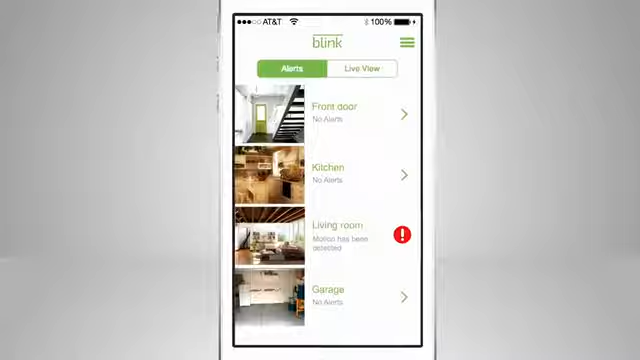 AT&T 100%
blink
Alerts Live View
Front door
No Alerts
Kitchen
No Alerts
Living room
Motion has been
detected
Garage
No Alerts